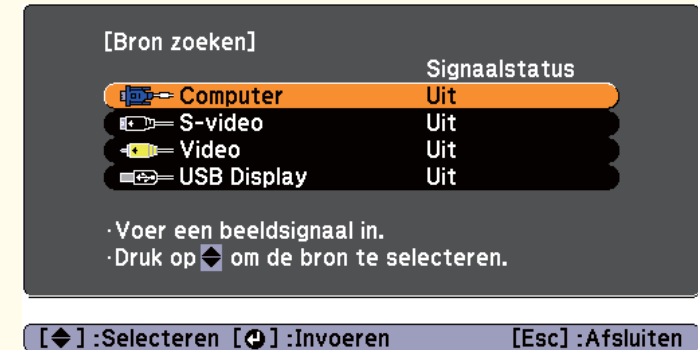 [Bron zoeken]
Signaalstatus
Computer Uit
S-video Uit
Video Uit
USB Display Uit
·Voer een beeldsignaal in.
·Druk op om de bron te selecteren.
[ ] :Selecteren [ ] :Invoeren [Esc] :Afsluiten